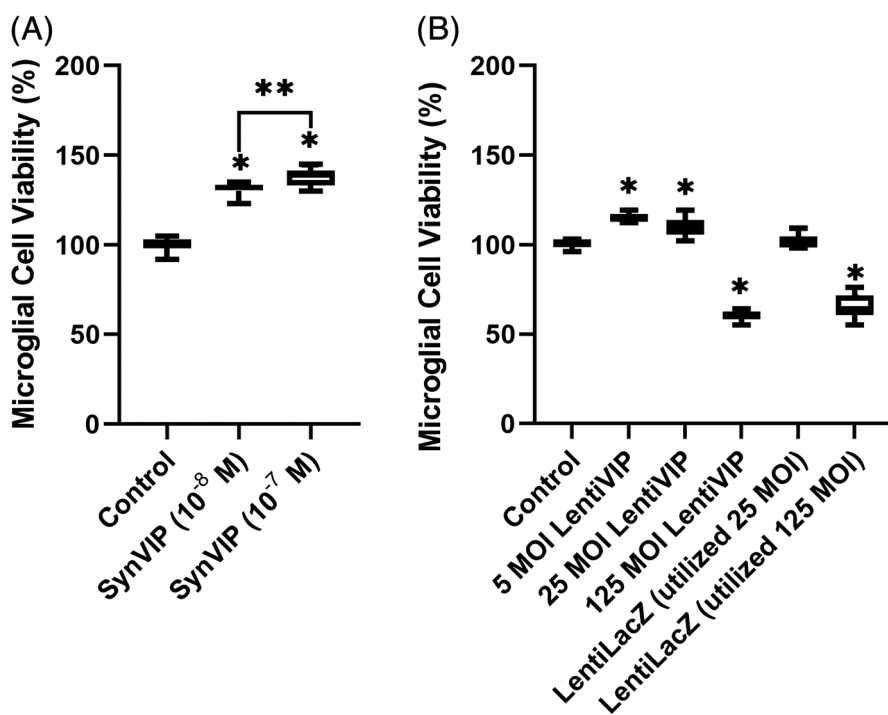 (A)
Microglial Cell Viability (%)
200
150
100
50
0
**
*
*
Control
SynVIP (10⁻⁸ M)
SynVIP (10⁻⁷ M)
(B)
Microglial Cell Viability (%)
200
150
100
50
0
*
*
*
*
Control
5 MOI LentiVIP
25 MOI LentiVIP
125 MOI LentiVIP
LentiLacZ (utilized 25 MOI)
LentiLacZ (utilized 125 MOI)